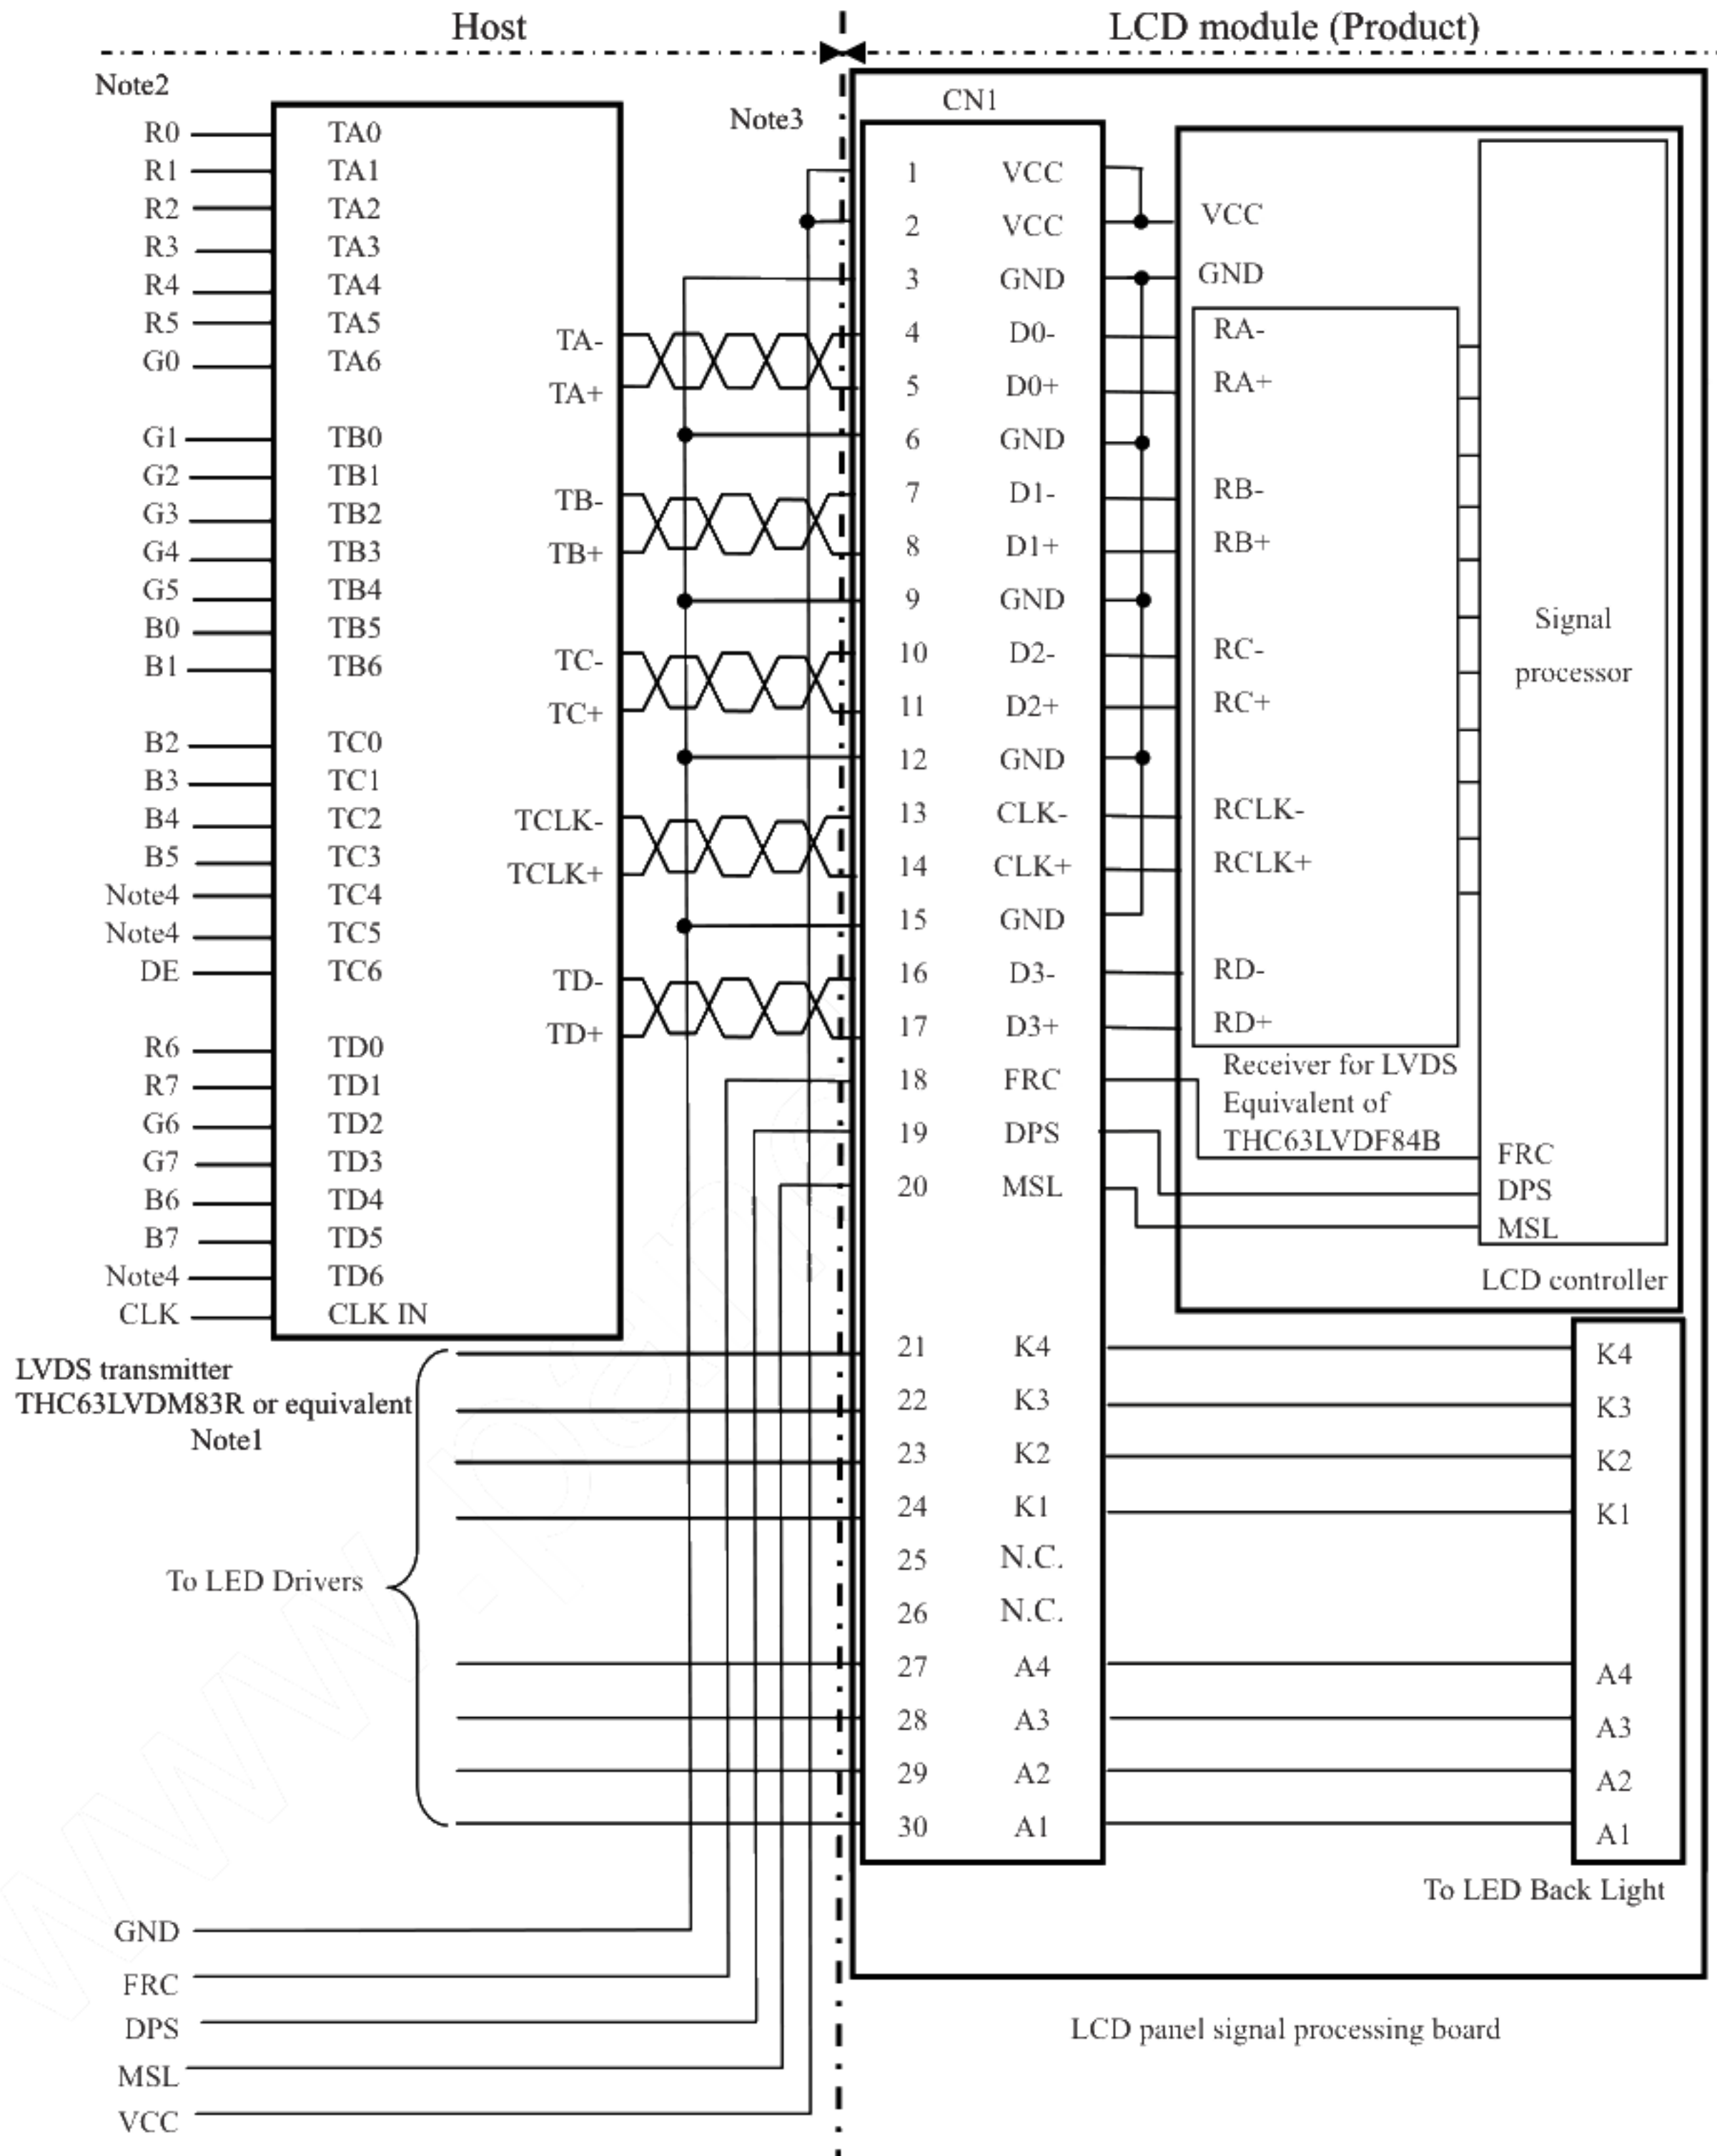 Host
LCD module (Product)
Note2
R0 TA0
R1 TA1
R2 TA2
R3 TA3
R4 TA4
R5 TA5
G0 TA6
G1 TB0
G2 TB1
G3 TB2
G4 TB3
G5 TB4
B0 TB5
B1 TB6
B2 TC0
B3 TC1
B4 TC2
B5 TC3
Note4 TC4
Note4 TC5
DE TC6
R6 TD0
R7 TD1
G6 TD2
G7 TD3
B6 TD4
B7 TD5
Note4 TD6
CLK CLK IN
TA-
TA+
TB-
TB+
TC-
TC+
TCLK-
TCLK+
TD-
TD+
LVDS transmitter
THC63LVDM83R or equivalent
Note1
To LED Drivers
GND
FRC
DPS
MSL
VCC
Note3
CN1
1 VCC
2 VCC
3 GND
4 D0-
5 D0+
6 GND
7 D1-
8 D1+
9 GND
10 D2-
11 D2+
12 GND
13 CLK-
14 CLK+
15 GND
16 D3-
17 D3+
18 FRC
19 DPS
20 MSL
21 K4
22 K3
23 K2
24 K1
25 N.C.
26 N.C.
27 A4
28 A3
29 A2
30 A1
VCC
GND
RA-
RA+
RB-
RB+
RC-
RC+
RCLK-
RCLK+
RD-
RD+
Receiver for LVDS
Equivalent of
THC63LVDF84B
Signal
processor
FRC
DPS
MSL
LCD controller
K4
K3
K2
K1
A4
A3
A2
A1
To LED Back Light
LCD panel signal processing board